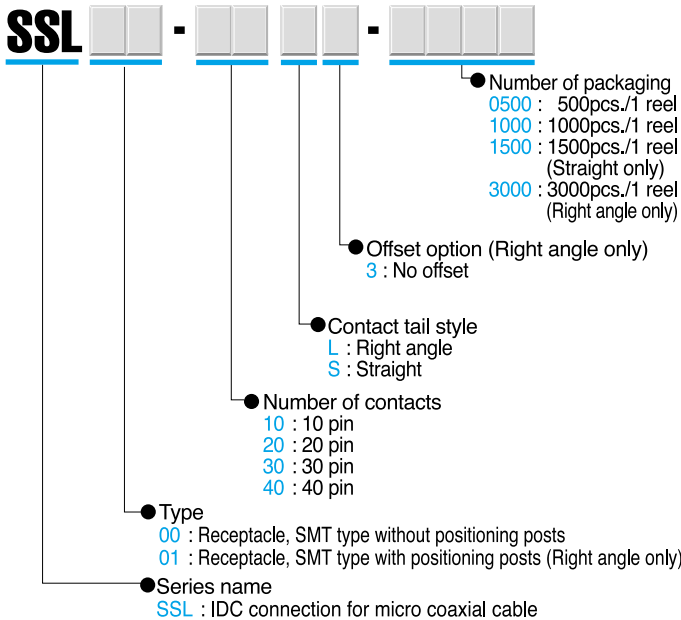 SSL - -
Number of packaging
0500 : 500pcs./1 reel
1000 : 1000pcs./1 reel
1500 : 1500pcs./1 reel
(Straight only)
3000 : 3000pcs./1 reel
(Right angle only)
Offset option (Right angle only)
3 : No offset
Contact tail style
L : Right angle
S : Straight
Number of contacts
10 : 10 pin
20 : 20 pin
30 : 30 pin
40 : 40 pin
Type
00 : Receptacle, SMT type without positioning posts
01 : Receptacle, SMT type with positioning posts (Right angle only)
Series name
SSL : IDC connection for micro coaxial cable